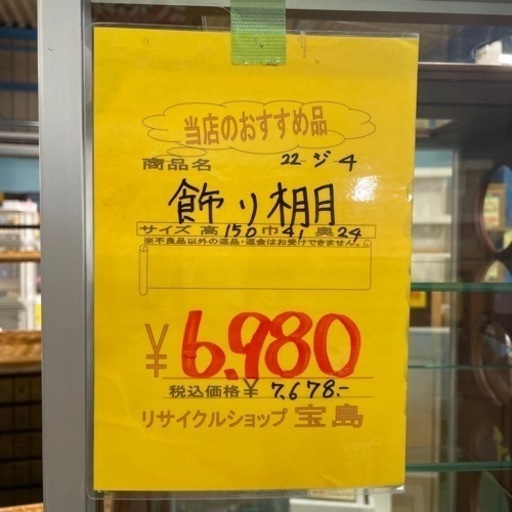 当店のおすすめ品
商品名 22-ジ4
飾り棚
サイズ 高150巾41奥24
※不良品以外の返品・返金はお受けできません。
¥6,980
税込価格¥7,678.-
リサイクルショップ 宝島